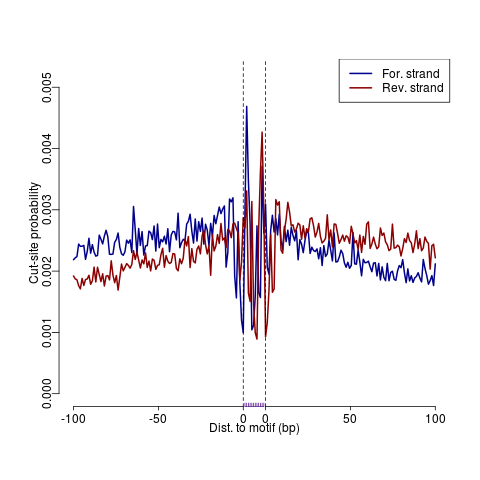 For. strand
Rev. strand
Cut-site probability
0.005
0.004
0.003
0.002
0.001
0.000
-100 -50 0 0 50 100
Dist. to motif (bp)